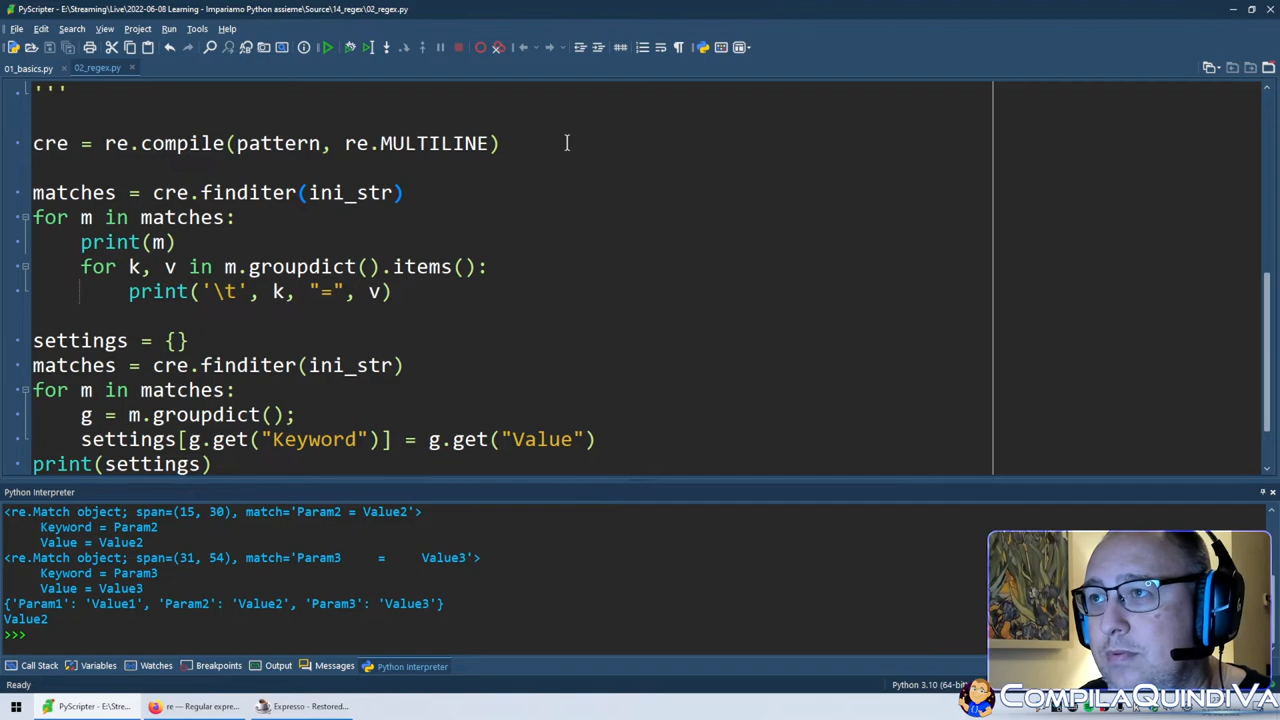 PyScripter - E:\Streaming\Live\2022-06-08 Learning - Impariamo Python assieme\Source\14_regex\02_regex.py
File Edit Search View Project Run Tools Help
01_basics.py 02_regex.py
'''
cre = re.compile(pattern, re.MULTILINE)
matches = cre.finditer(ini_str)
for m in matches:
print(m)
for k, v in m.groupdict().items():
print('\t', k, "=", v)
settings = {}
matches = cre.finditer(ini_str)
for m in matches:
g = m.groupdict();
settings[g.get("Keyword")] = g.get("Value")
print(settings)
Python Interpreter
<re.Match object; span=(15, 30), match='Param2 = Value2'>
Keyword = Param2
Value = Value2
<re.Match object; span=(31, 54), match='Param3    =    Value3'>
Keyword = Param3
Value = Value3
{'Param1': 'Value1', 'Param2': 'Value2', 'Param3': 'Value3'}
Value2
>>>
Call Stack Variables Watches Breakpoints Output Messages Python Interpreter
Ready Python 3.10 (64-bit)
PyScripter - E:\Stre... re — Regular expre... Expresso - Restored...
COMPILAQUINDIVA